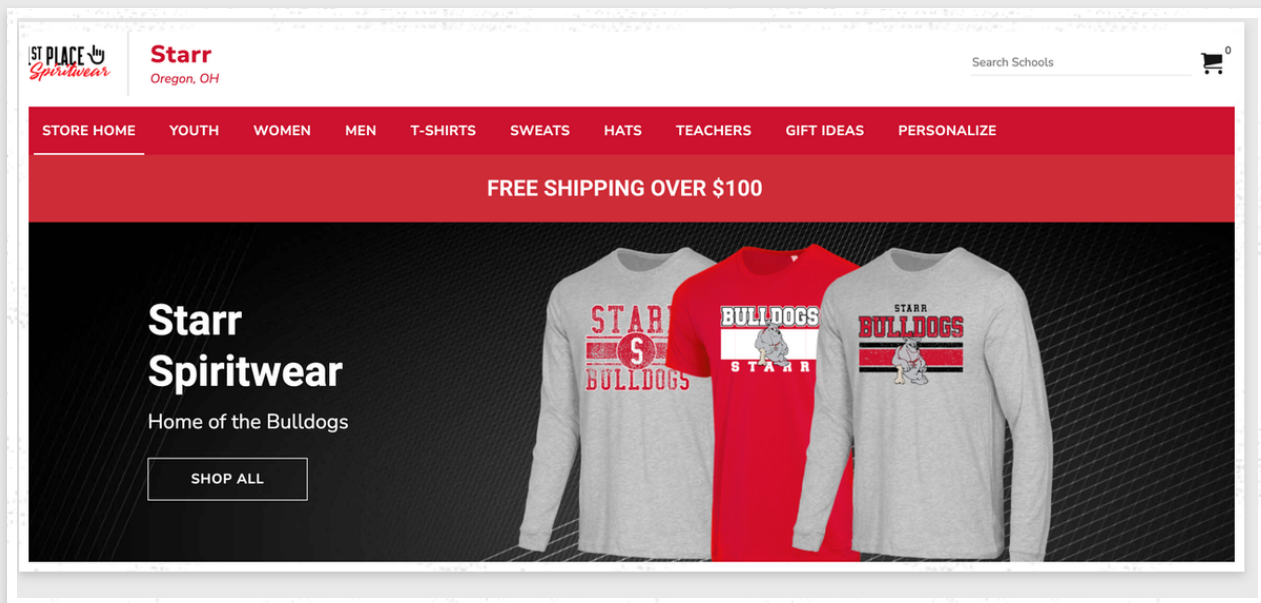 1ST PLACE
Spiritwear
Starr
Oregon, OH
Search Schools
0
STORE HOME YOUTH WOMEN MEN T-SHIRTS SWEATS HATS TEACHERS GIFT IDEAS PERSONALIZE
FREE SHIPPING OVER $100
Starr
Spiritwear
Home of the Bulldogs
SHOP ALL
STARR
S
BULLDOGS
BULLDOGS
STARR
STARR
BULLDOGS